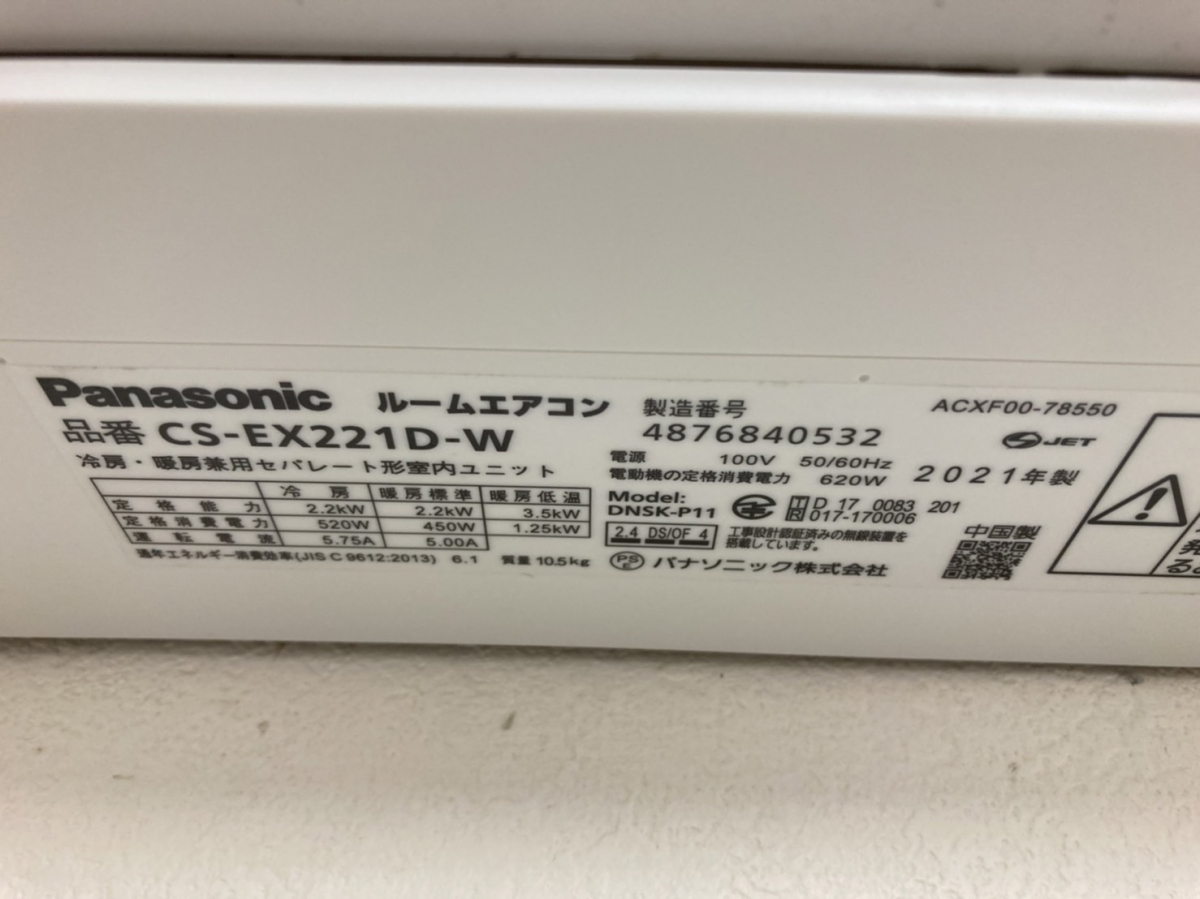 Panasonic ルームエアコン
品番 CS-EX221D-W
冷房・暖房兼用セパレート形室内ユニット
冷房 暖房標準 暖房低温
定格能力 2.2kW 2.2kW 3.5kW
定格消費電力 520W 450W 1.25kW
運転電流 5.75A 5.00A
通年エネルギー消費効率(JIS C 9612:2013) 6.1 質量 10.5kg
製造番号
4876840532
電源 100V 50/60Hz
電動機の定格消費電力 620W
2021年製
Model:
DNSK-P11
D 17 0083 201
017-170006
2.4 DS/OF 4
工事設計認証済みの無線装置を
搭載しています。
PS
E
パナソニック株式会社
ACXF00-78550
JET
中国製
発
る